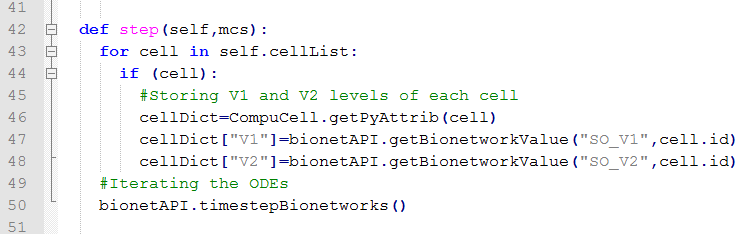 41
42 def step(self,mcs):
43 for cell in self.cellList:
44 if (cell):
45 #Storing V1 and V2 levels of each cell
46 cellDict=CompuCell.getPyAttrib(cell)
47 cellDict["V1"]=bionetAPI.getBionetworkValue("SO_V1",cell.id)
48 cellDict["V2"]=bionetAPI.getBionetworkValue("SO_V2",cell.id)
49 #Iterating the ODEs
50 bionetAPI.timestepBionetworks()
51